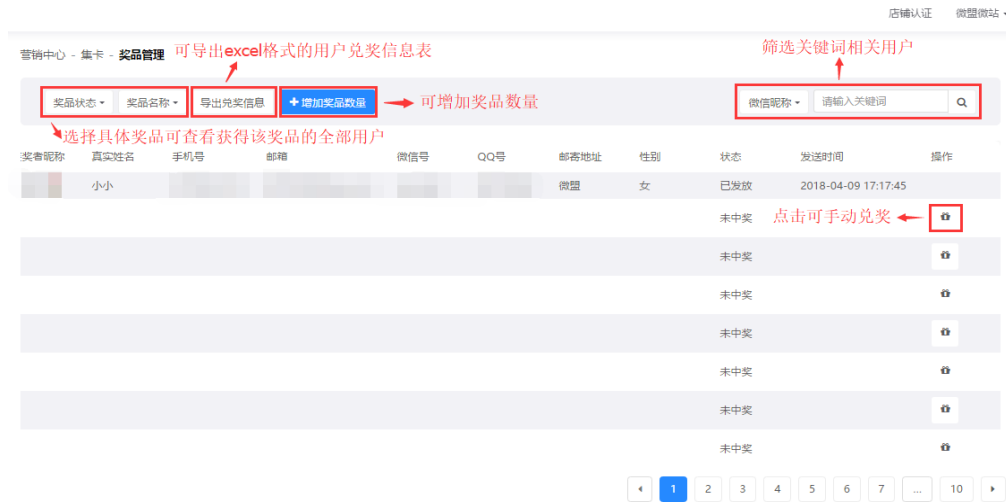 店铺认证 微盟微站
营销中心 - 集卡 - 奖品管理 可导出excel格式的用户兑奖信息表 筛选关键词相关用户
奖品状态 奖品名称 导出兑奖信息 +增加奖品数量 可增加奖品数量 微信昵称 请输入关键词
选择具体奖品可查看获得该奖品的全部用户
奖者昵称 真实姓名 手机号 邮箱 微信号 QQ号 邮寄地址 性别 状态 发送时间 操作
小小 微盟 女 已发放 2018-04-09 17:17:45
未中奖 点击可手动兑奖
未中奖
未中奖
未中奖
未中奖
未中奖
未中奖
1 2 3 4 5 6 7 ... 10